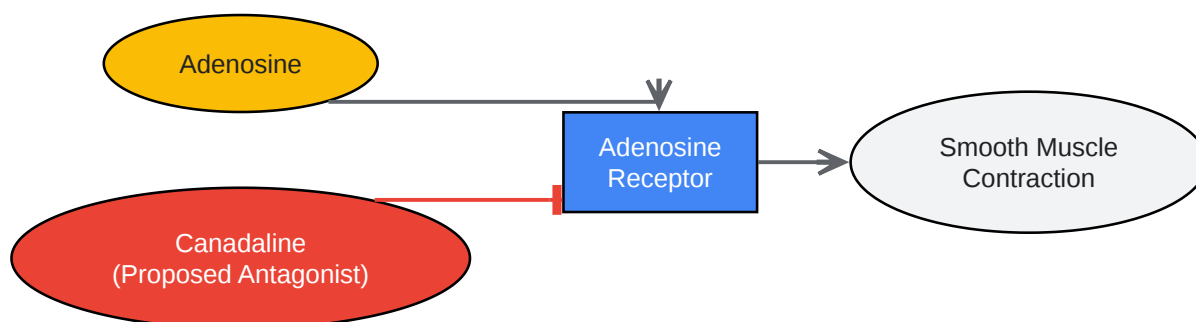 Adenosine
Adenosine
Receptor
Smooth Muscle
Contraction
Canadaline
(Proposed Antagonist)